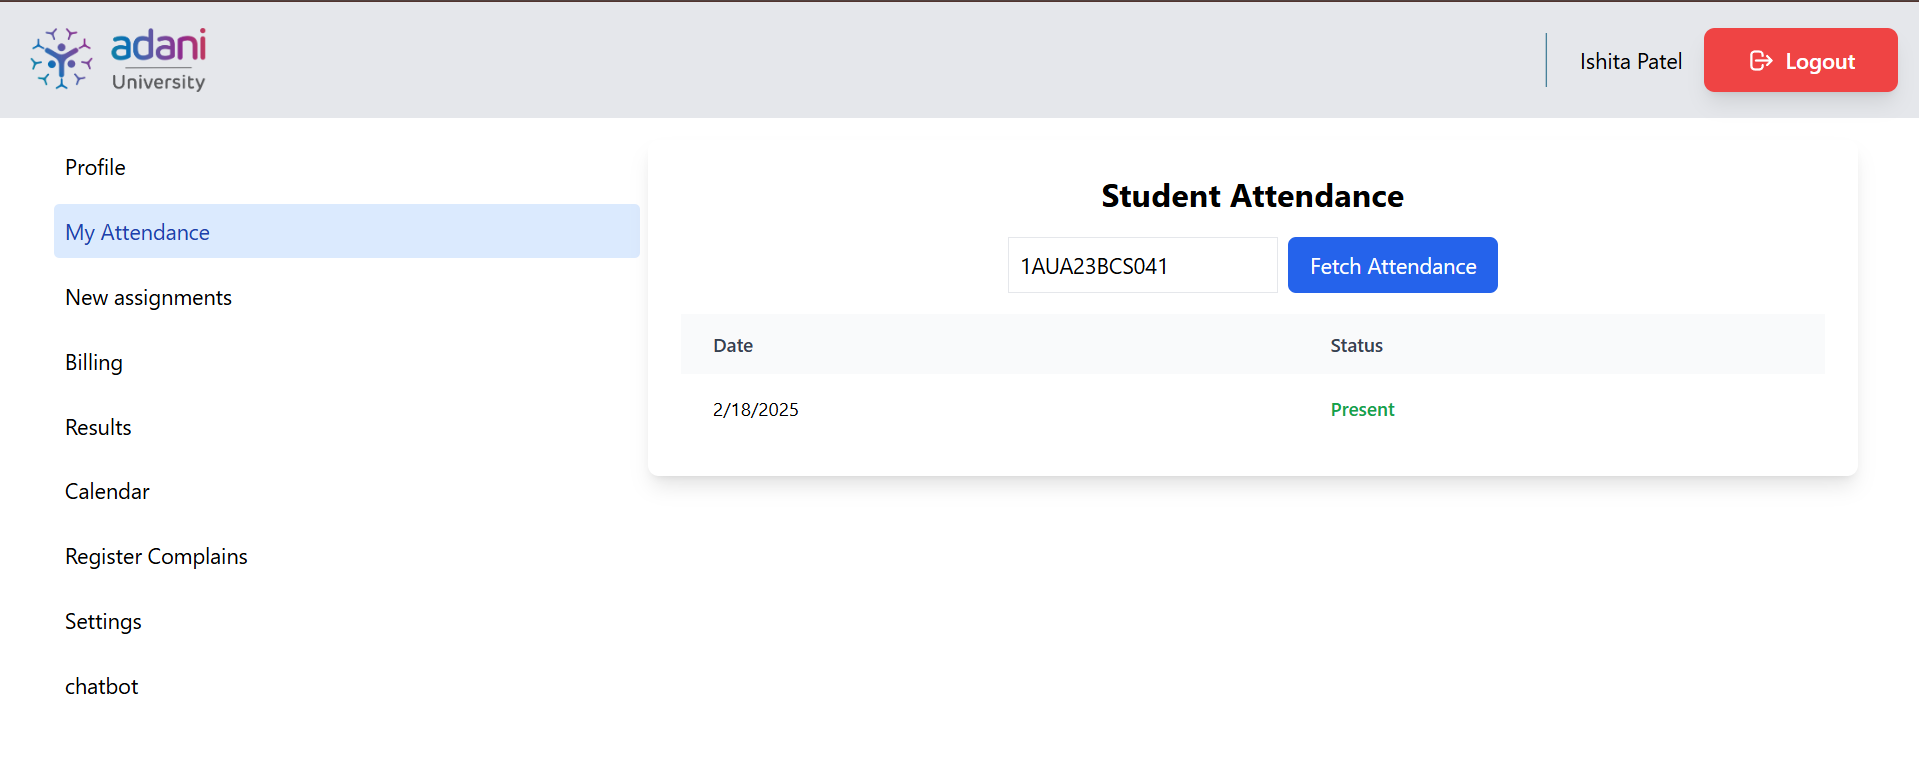 adani
University
Ishita Patel
Logout
Profile
My Attendance
New assignments
Billing
Results
Calendar
Register Complains
Settings
chatbot
Student Attendance
1AUA23BCS041 Fetch Attendance
Date Status
2/18/2025 Present